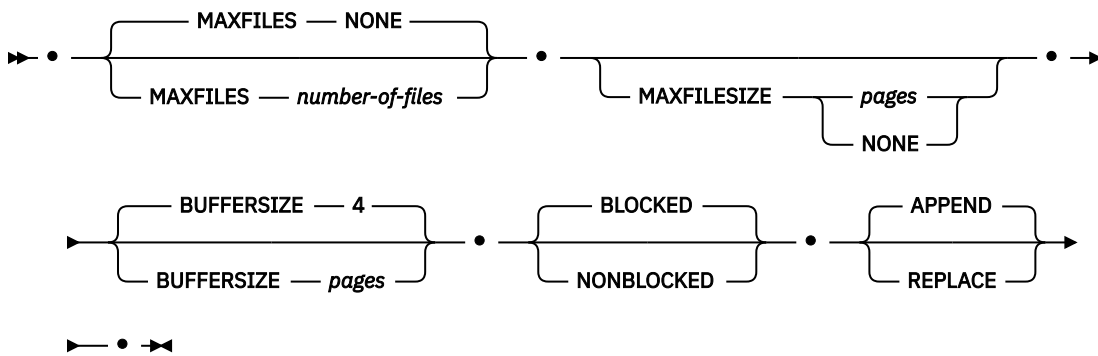 MAXFILES NONE
MAXFILES number-of-files
MAXFILESIZE pages
NONE
BUFFERSIZE 4 BLOCKED APPEND
BUFFERSIZE pages NONBLOCKED REPLACE